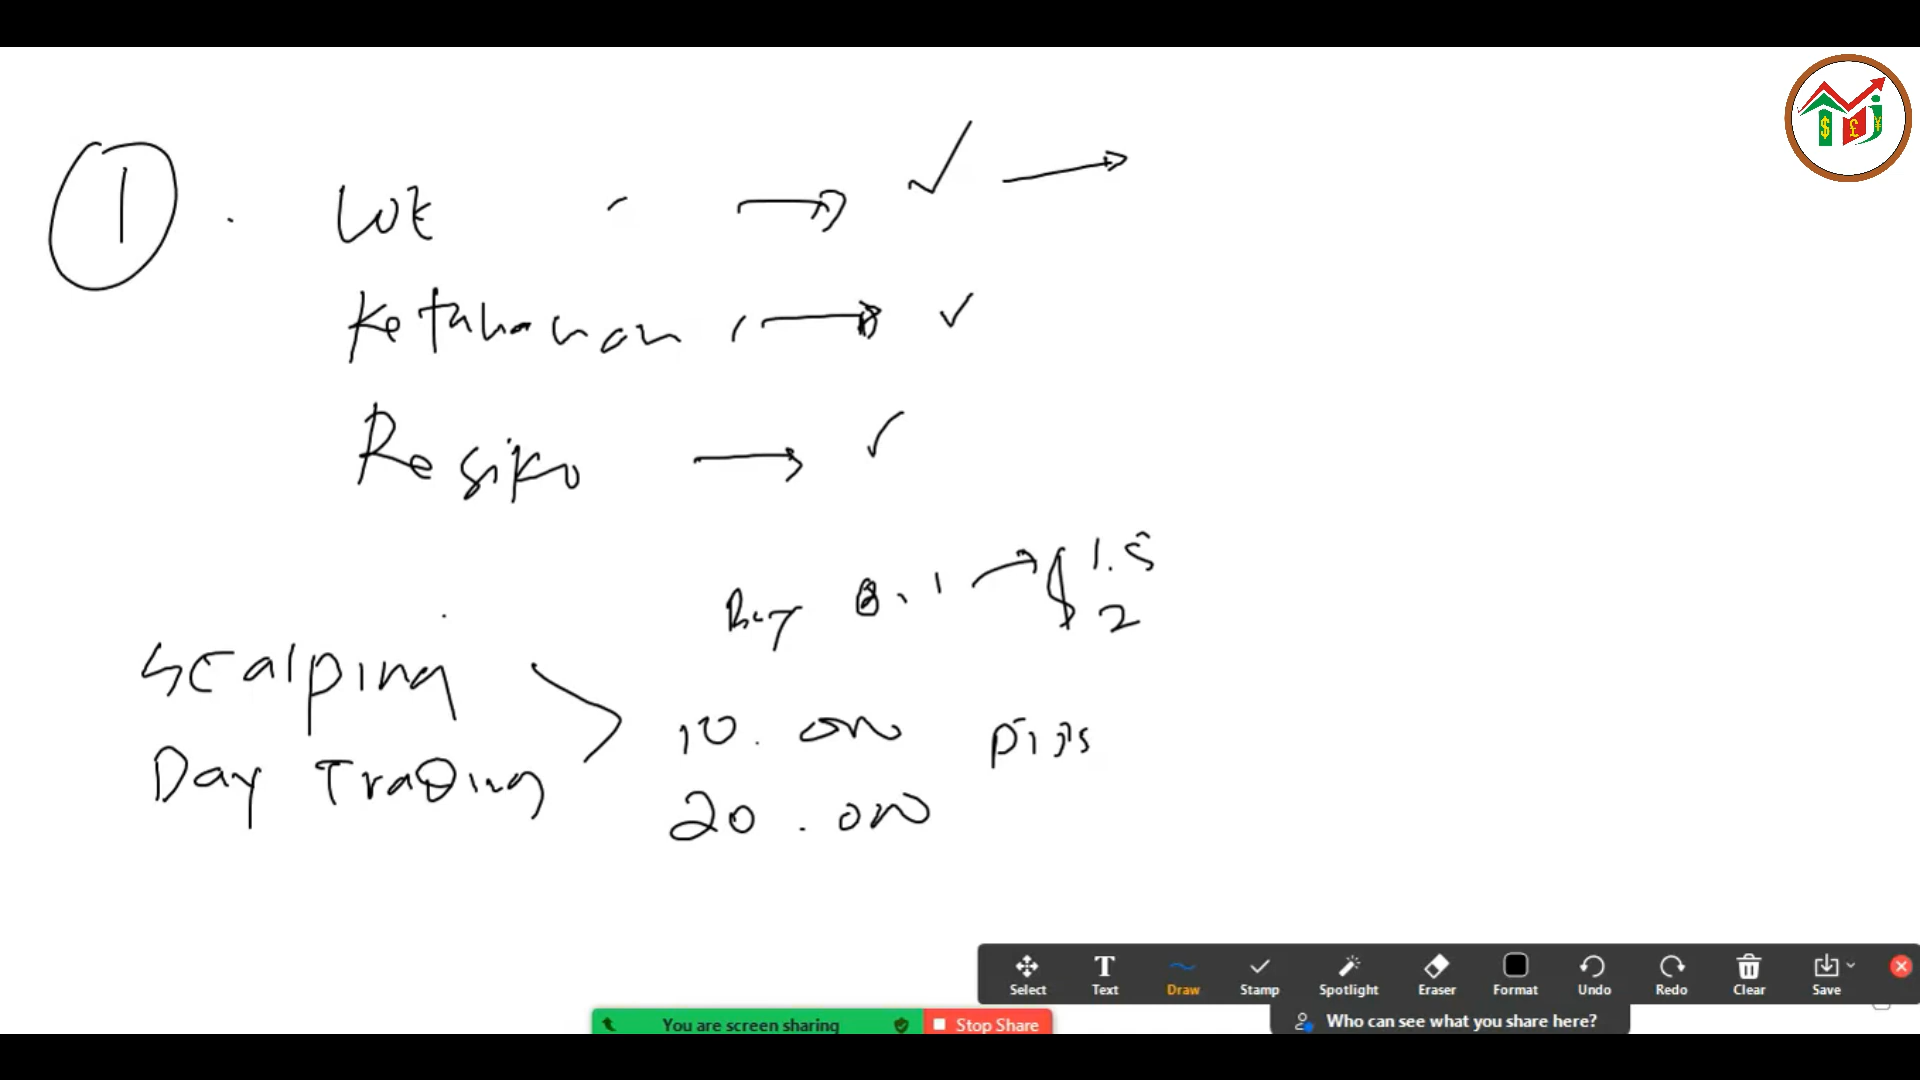 1.
Ketahanan
Resiko
Buy 0.1 $ 1.5
2
Scalping
Day Trading
10.000 pips
20.000
Select Text Draw Stamp Spotlight Eraser Format Undo Redo Clear Save
You are screen sharing Stop Share
Who can see what you share here?